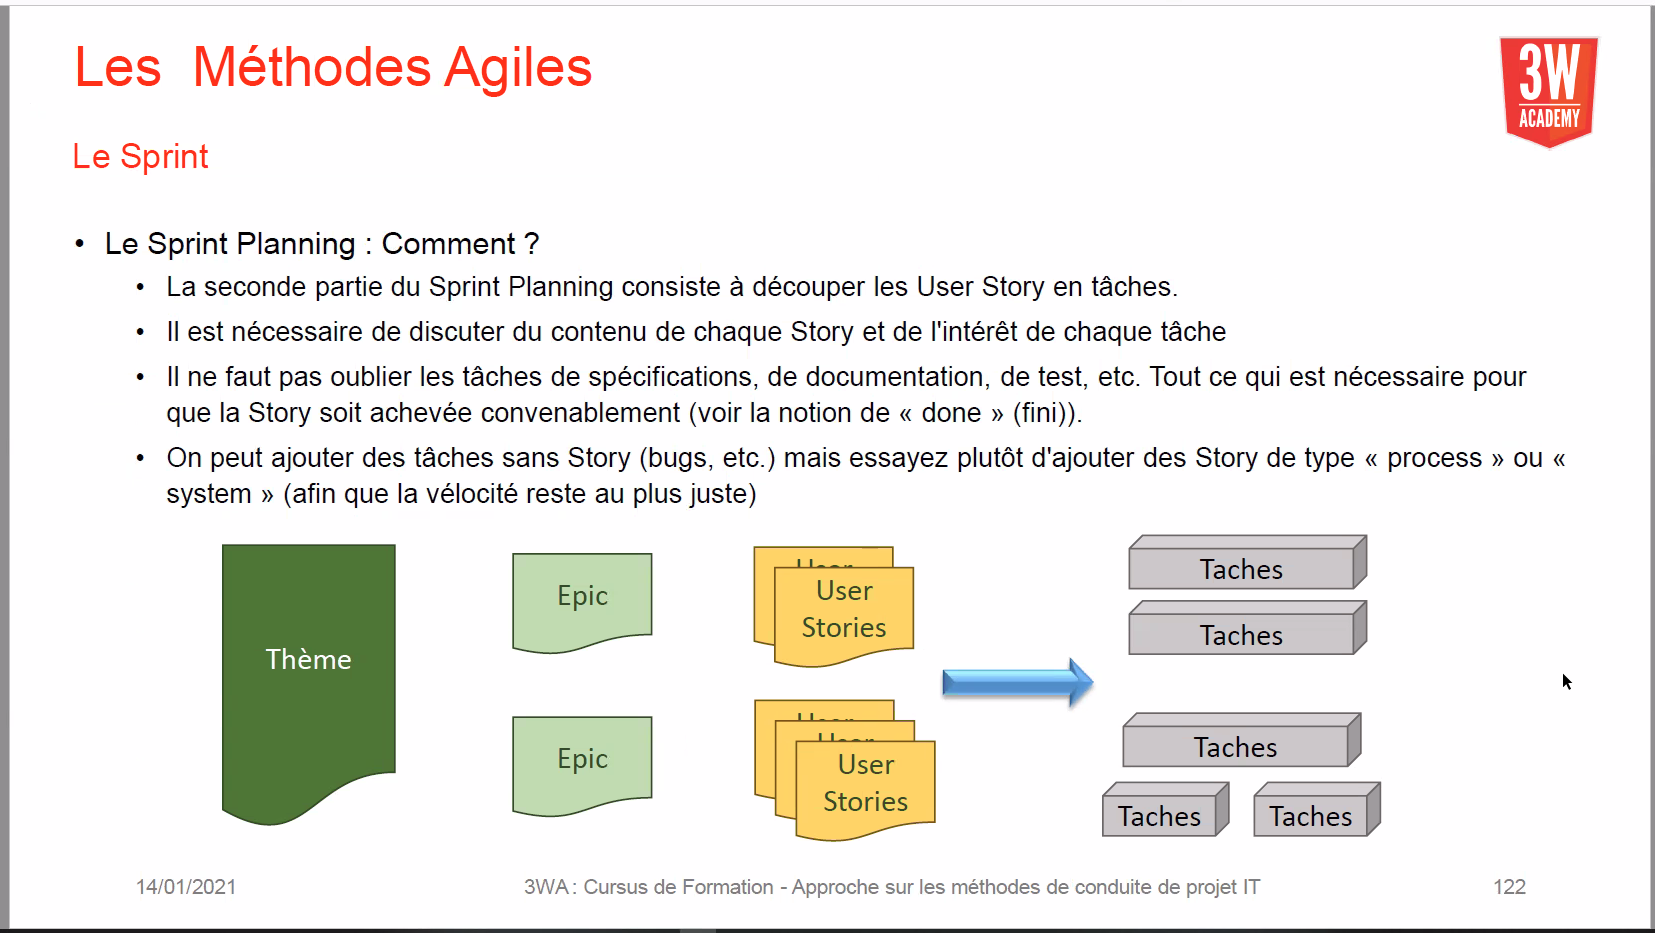 Les Méthodes Agiles
3W
ACADEMY
Le Sprint
• Le Sprint Planning : Comment ?
• La seconde partie du Sprint Planning consiste à découper les User Story en tâches.
• Il est nécessaire de discuter du contenu de chaque Story et de l'intérêt de chaque tâche
• Il ne faut pas oublier les tâches de spécifications, de documentation, de test, etc. Tout ce qui est nécessaire pour
que la Story soit achevée convenablement (voir la notion de « done » (fini)).
• On peut ajouter des tâches sans Story (bugs, etc.) mais essayez plutôt d'ajouter des Story de type « process » ou «
system » (afin que la vélocité reste au plus juste)
Thème
Epic
Epic
User
User
Stories
User
User
User
Stories
Taches
Taches
Taches
Taches
Taches
14/01/2021
3WA : Cursus de Formation - Approche sur les méthodes de conduite de projet IT
122